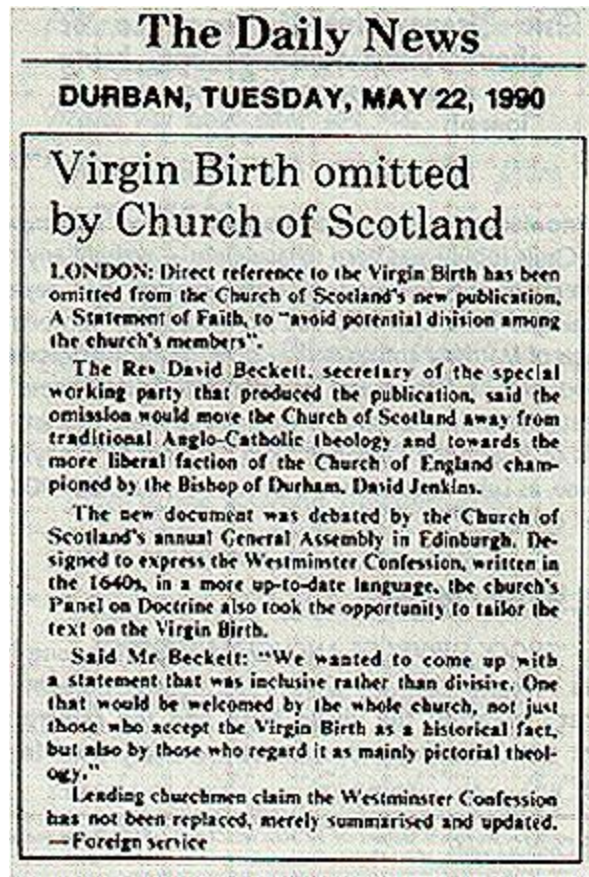 The Daily News
DURBAN, TUESDAY, MAY 22, 1990
Virgin Birth omitted
by Church of Scotland
LONDON: Direct reference to the Virgin Birth has been
omitted from the Church of Scotland's new publication,
A Statement of Faith, to "avoid potential division among
the church's members".
The Rev David Beckett, secretary of the special
working party that produced the publication, said the
omission would move the Church of Scotland away from
traditional Anglo-Catholic theology and towards the
more liberal faction of the Church of England cham-
pioned by the Bishop of Durham, David Jenkins.
The new document was debated by the Church of
Scotland's annual General Assembly in Edinburgh. De-
signed to express the Westminster Confession, written in
the 1640s, in a more up-to-date language, the church's
Panel on Doctrine also took the opportunity to tailor the
text on the Virgin Birth.
Said Mr Beckett: "We wanted to come up with
a statement that was inclusive rather than divisive. One
that would be welcomed by the whole church, not just
those who accept the Virgin Birth as a historical fact,
but also by those who regard it as mainly pictorial theol-
ogy."
Leading churchmen claim the Westminster Confession
has not been replaced, merely summarised and updated.
—Foreign service